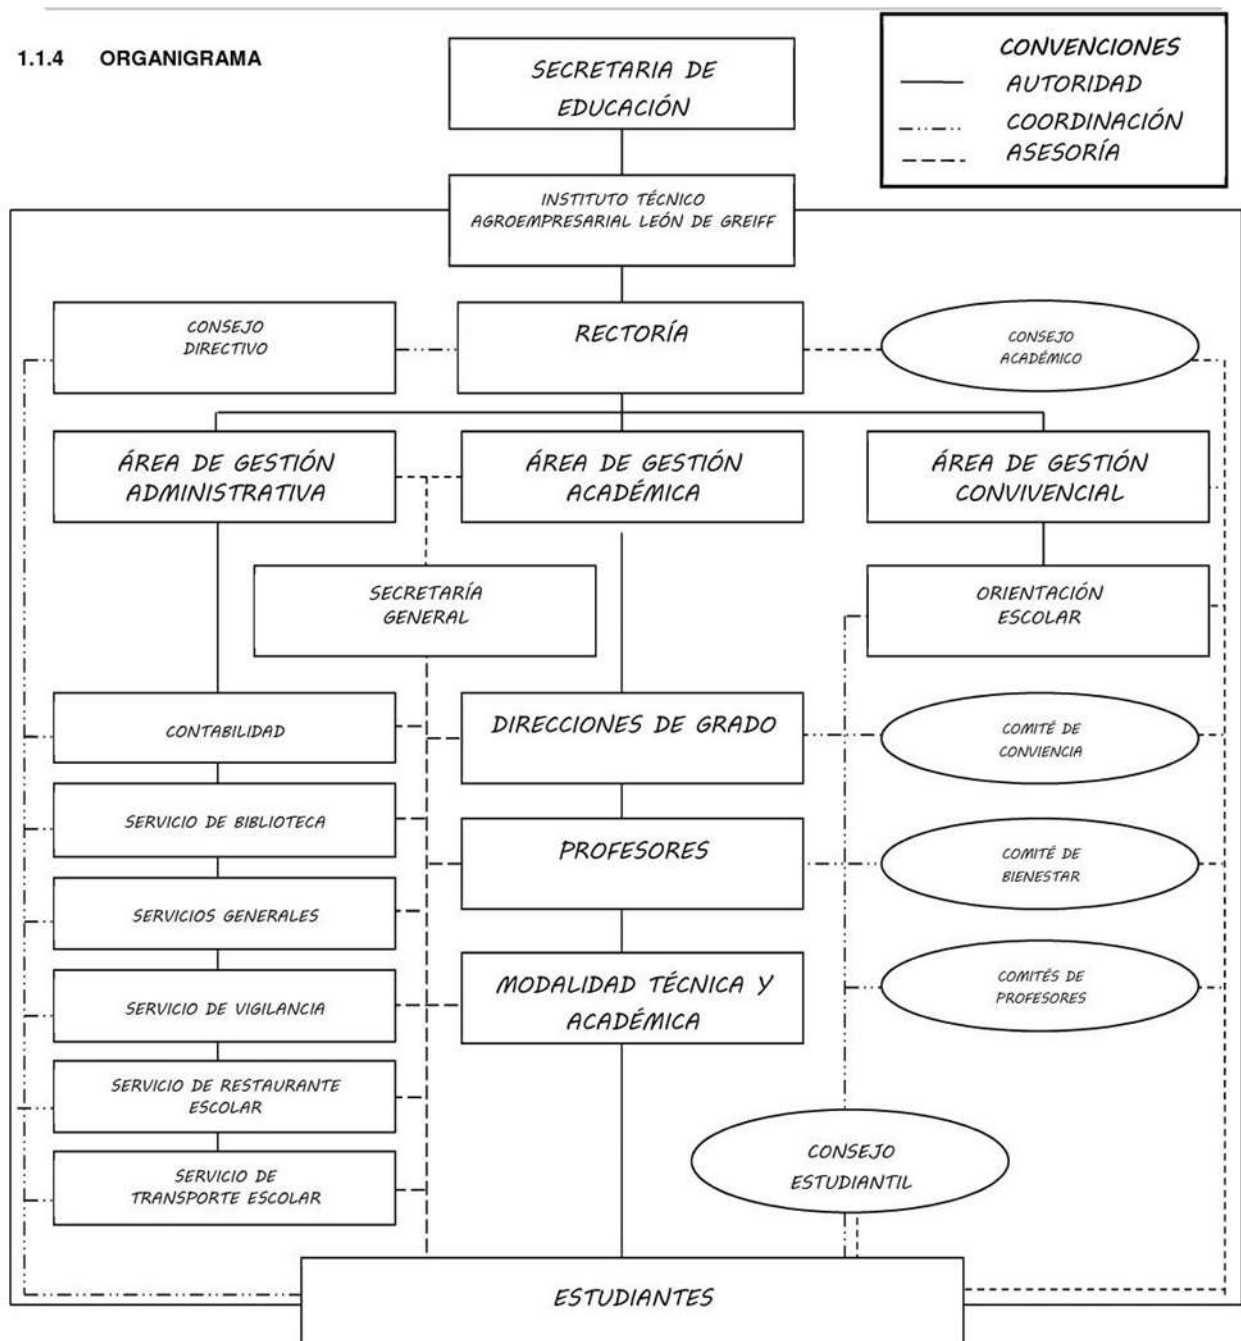 1.1.4 ORGANIGRAMA
SECRETARIA DE
EDUCACIÓN
CONVENCIONES
AUTORIDAD
COORDINACIÓN
ASESORÍA
INSTITUTO TÉCNICO
AGROEMPRESARIAL LEÓN DE GREIFF
CONSEJO
DIRECTIVO
RECTORÍA
CONSEJO
ACADÉMICO
ÁREA DE GESTIÓN
ADMINISTRATIVA
ÁREA DE GESTIÓN
ACADÉMICA
ÁREA DE GESTIÓN
CONVIVENCIAL
SECRETARÍA
GENERAL
ORIENTACIÓN
ESCOLAR
CONTABILIDAD
DIRECCIONES DE GRADO
COMITÉ DE
CONVIENCIA
SERVICIO DE BIBLIOTECA
PROFESORES
COMITÉ DE
BIENESTAR
SERVICIOS GENERALES
SERVICIO DE VIGILANCIA
MODALIDAD TÉCNICA Y
ACADÉMICA
COMITÉS DE
PROFESORES
SERVICIO DE RESTAURANTE
ESCOLAR
SERVICIO DE
TRANSPORTE ESCOLAR
CONSEJO
ESTUDIANTIL
ESTUDIANTES